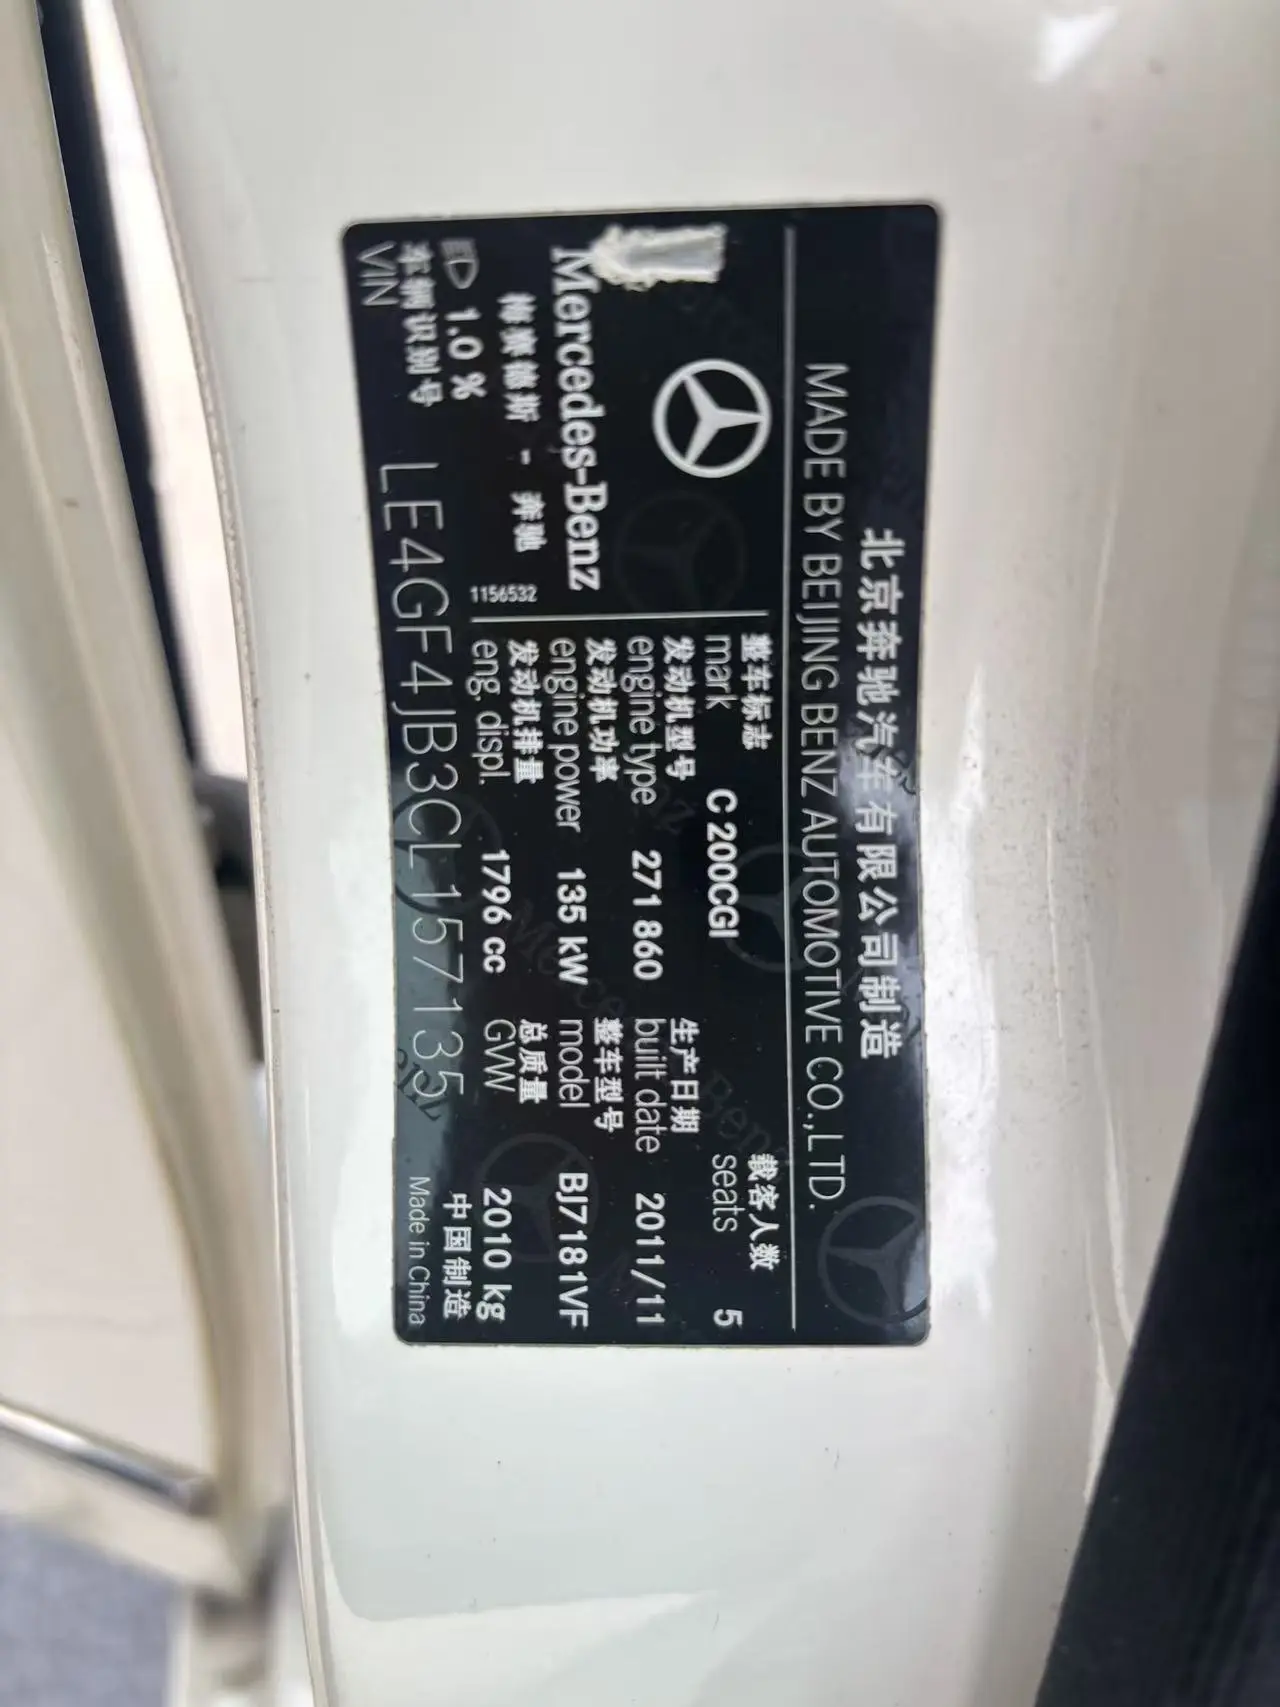 北京奔驰汽车有限公司制造
MADE BY BEIJING BENZ AUTOMOTIVE CO.,LTD.
整车标志 载客人数
mark C 200CGI seats 5
发动机型号 生产日期
engine type 271 860 built date 2011/11
发动机功率 整车型号
engine power 135 kW model BJ7181VF
发动机排量 总质量
eng. displ. 1796 cc GVW 2010 kg
Mercedes-Benz
梅赛德斯 - 奔驰
1156532
1.0 %
中国制造
Made in China
车辆识别号
VIN LE4GF4JB3CL157135